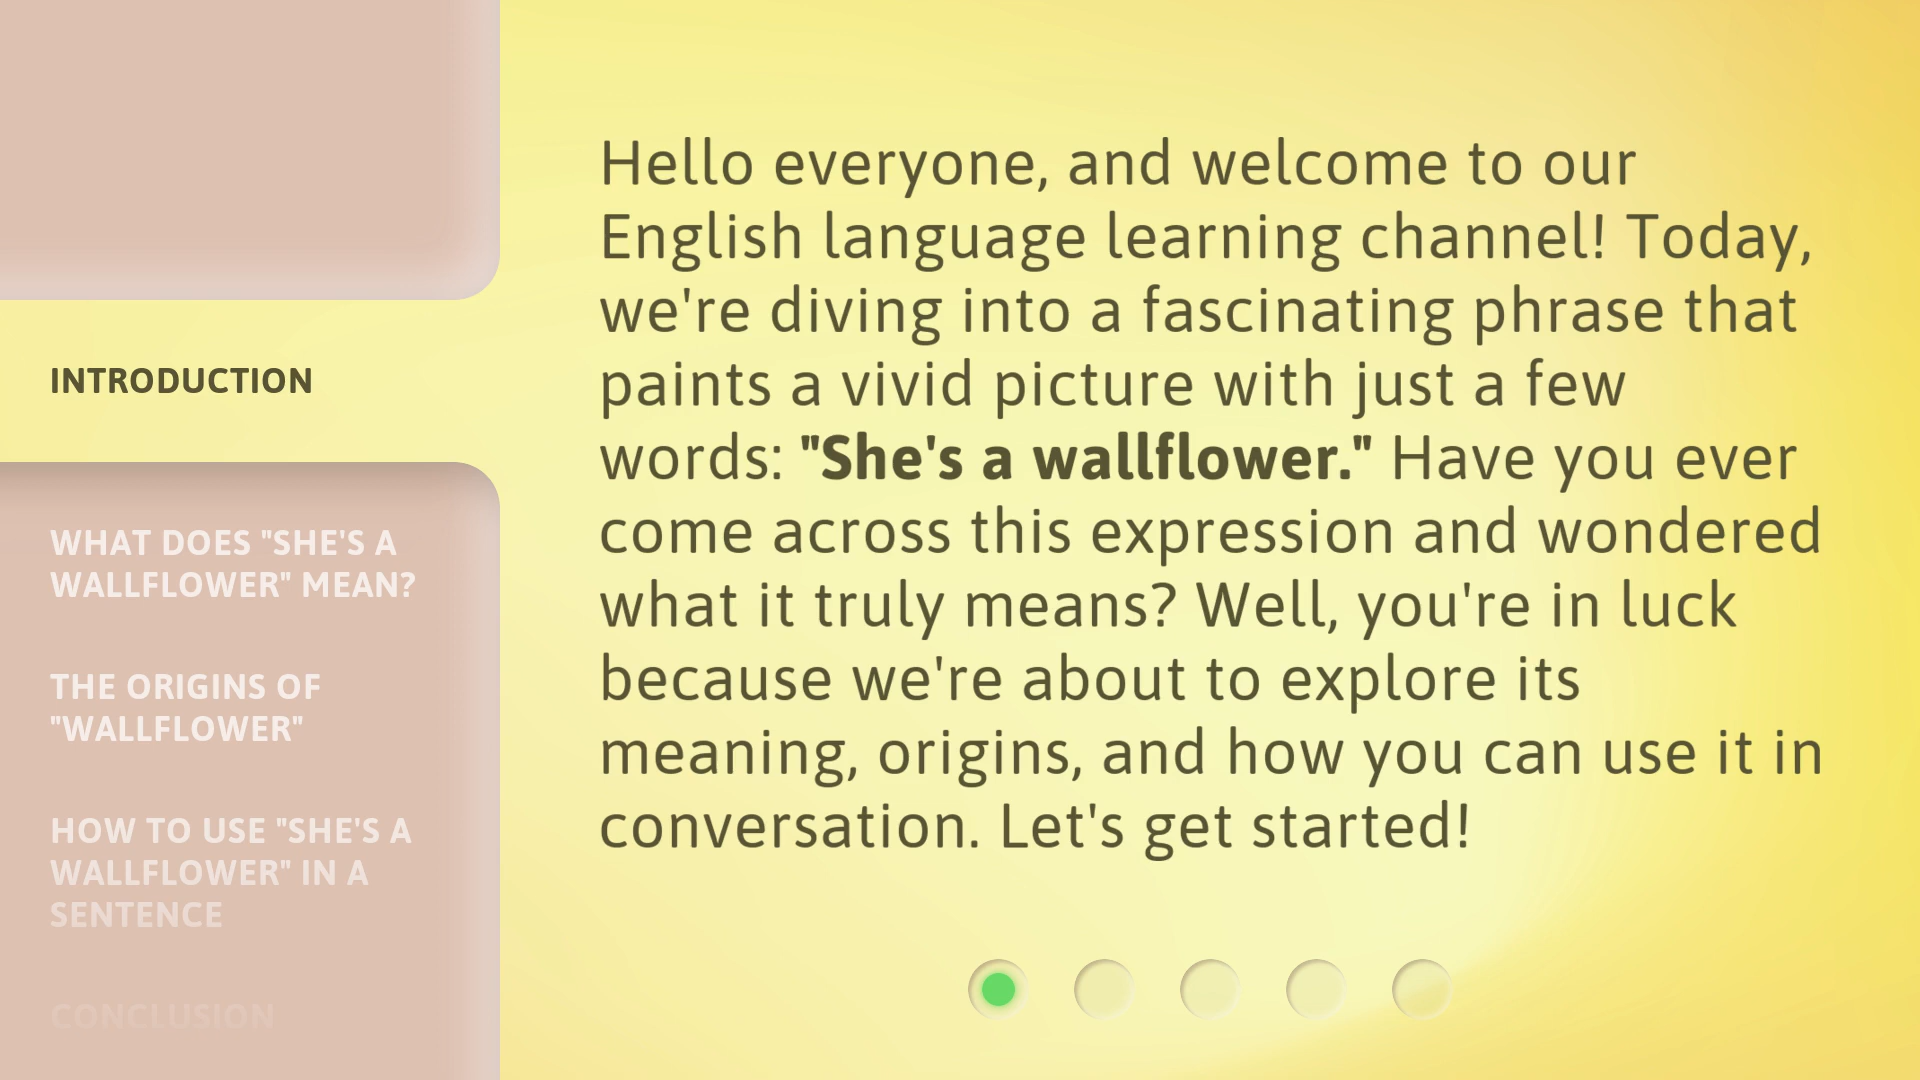 INTRODUCTION
WHAT DOES "SHE'S A
WALLFLOWER" MEAN?
THE ORIGINS OF
"WALLFLOWER"
HOW TO USE "SHE'S A
WALLFLOWER" IN A
SENTENCE
CONCLUSION
Hello everyone, and welcome to our
English language learning channel! Today,
we're diving into a fascinating phrase that
paints a vivid picture with just a few
words: "She's a wallflower." Have you ever
come across this expression and wondered
what it truly means? Well, you're in luck
because we're about to explore its
meaning, origins, and how you can use it in
conversation. Let's get started!